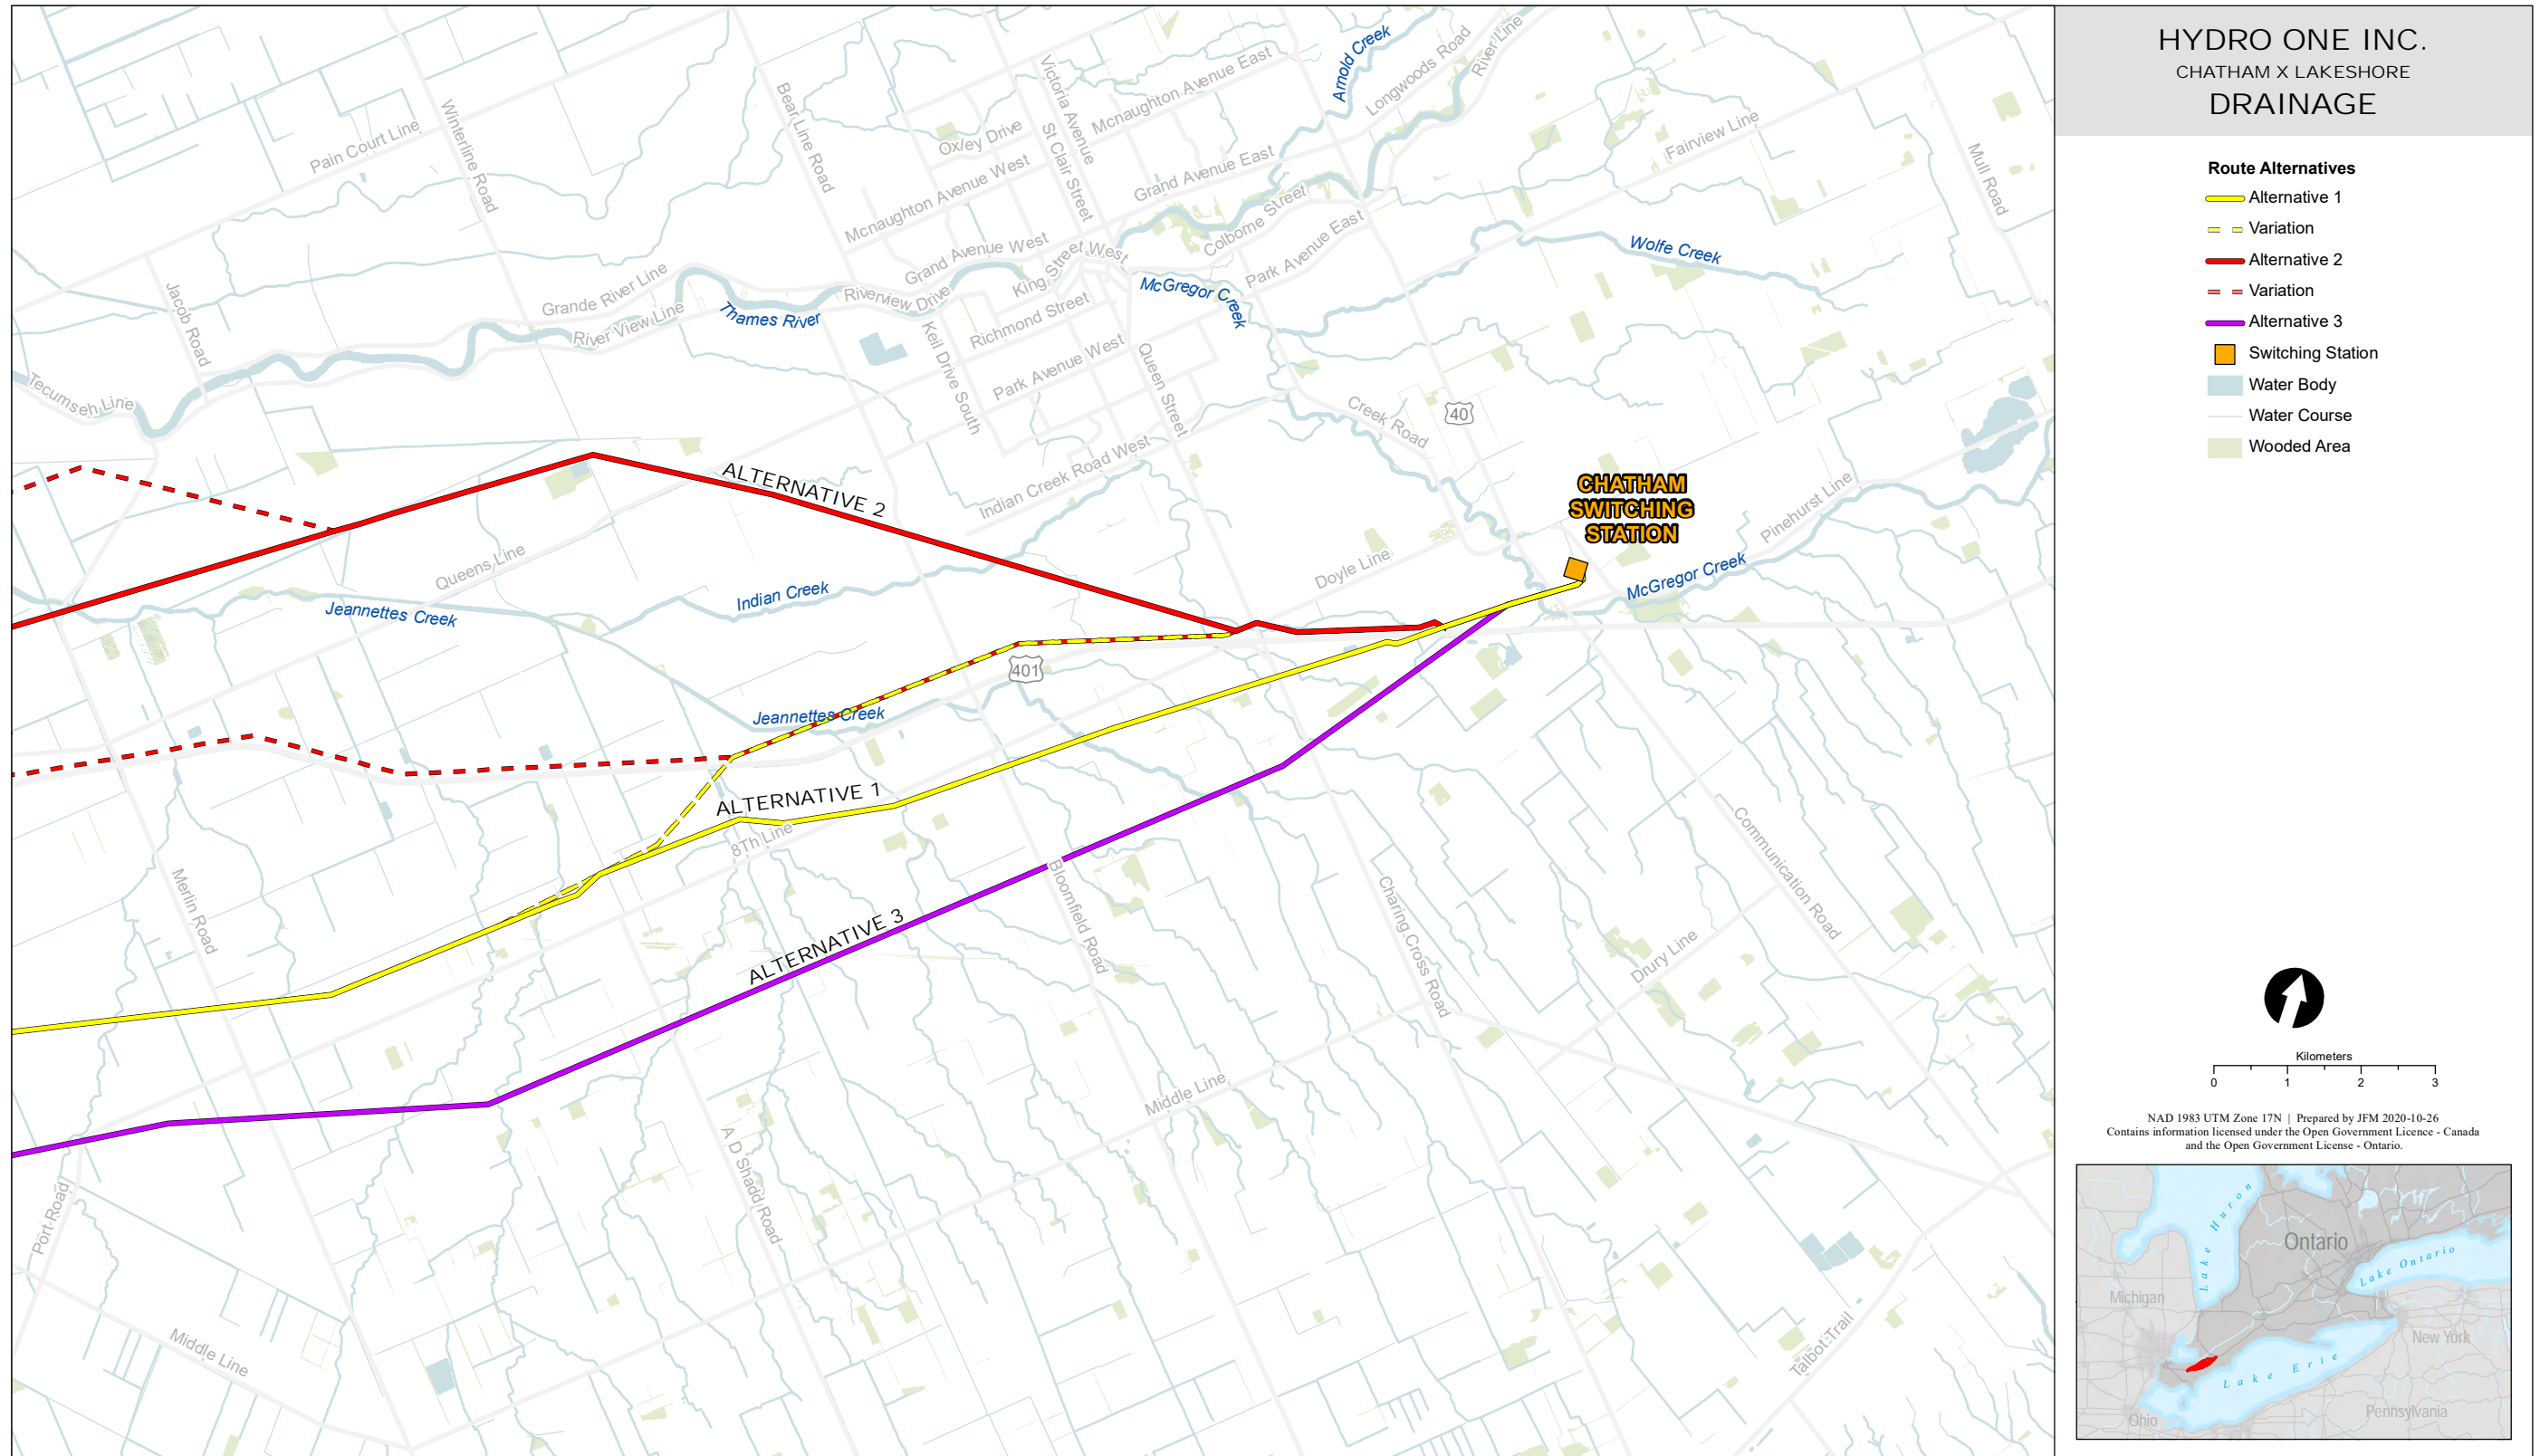 HYDRO ONE INC.
CHATHAM X LAKESHORE
DRAINAGE
Route Alternatives
Alternative 1
Variation
Alternative 2
Variation
Alternative 3
Switching Station
Water Body
Water Course
Wooded Area
Kilometers
0 1 2 3
NAD 1983 UTM Zone 17N | Prepared by JFM 2020-10-26
Contains information licensed under the Open Government Licence - Canada
and the Open Government License - Ontario.
Lake Huron
Ontario
Lake Ontario
Michigan
New York
Lake Erie
Pennsylvania
Ohio
Arnold Creek
Longwoods Road
River Line
Victoria Avenue
Mcnaughton Avenue East
St Clair Street
Bear Line Road
Winterline Road
Pain Court Line
Oxley Drive
Mcnaughton Avenue West
Grand Avenue East
Fairview Line
Mull Road
Colborne Street
Park Avenue East
Wolfe Creek
Grand Avenue West
King Street West
McGregor Creek
Jacob Road
Grande River Line
River View Line
Thames River
Riverview Drive
Richmond Street
Keil Drive South
Park Avenue West
Queen Street
Tecumseh Line
Creek Road
40
Indian Creek Road West
ALTERNATIVE 2
CHATHAM
SWITCHING
STATION
Pinehurst Line
Queens Line
Doyle Line
McGregor Creek
Indian Creek
Jeannettes Creek
401
Jeannettes Creek
ALTERNATIVE 1
8Th Line
Merlin Road
Bloomfield Road
Communication Road
Charing Cross Road
ALTERNATIVE 3
Drury Line
Middle Line
A D Shadd Road
Port Road
Middle Line
Talbot Trail